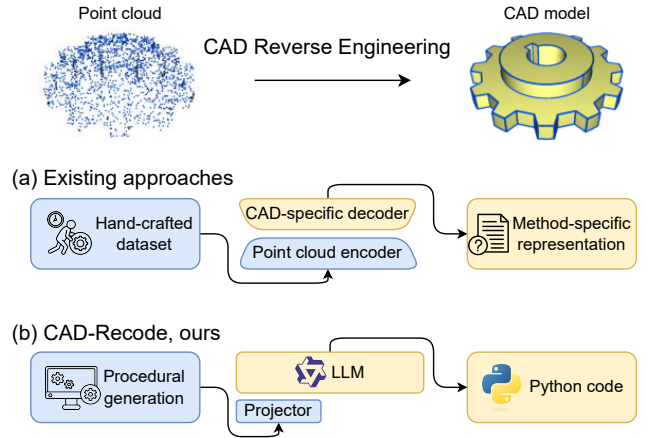 Point cloud
CAD model
CAD Reverse Engineering
(a) Existing approaches
Hand-crafted
dataset
CAD-specific decoder
Point cloud encoder
Method-specific
representation
?
(b) CAD-Recode, ours
Procedural
generation
LLM
Projector
Python code